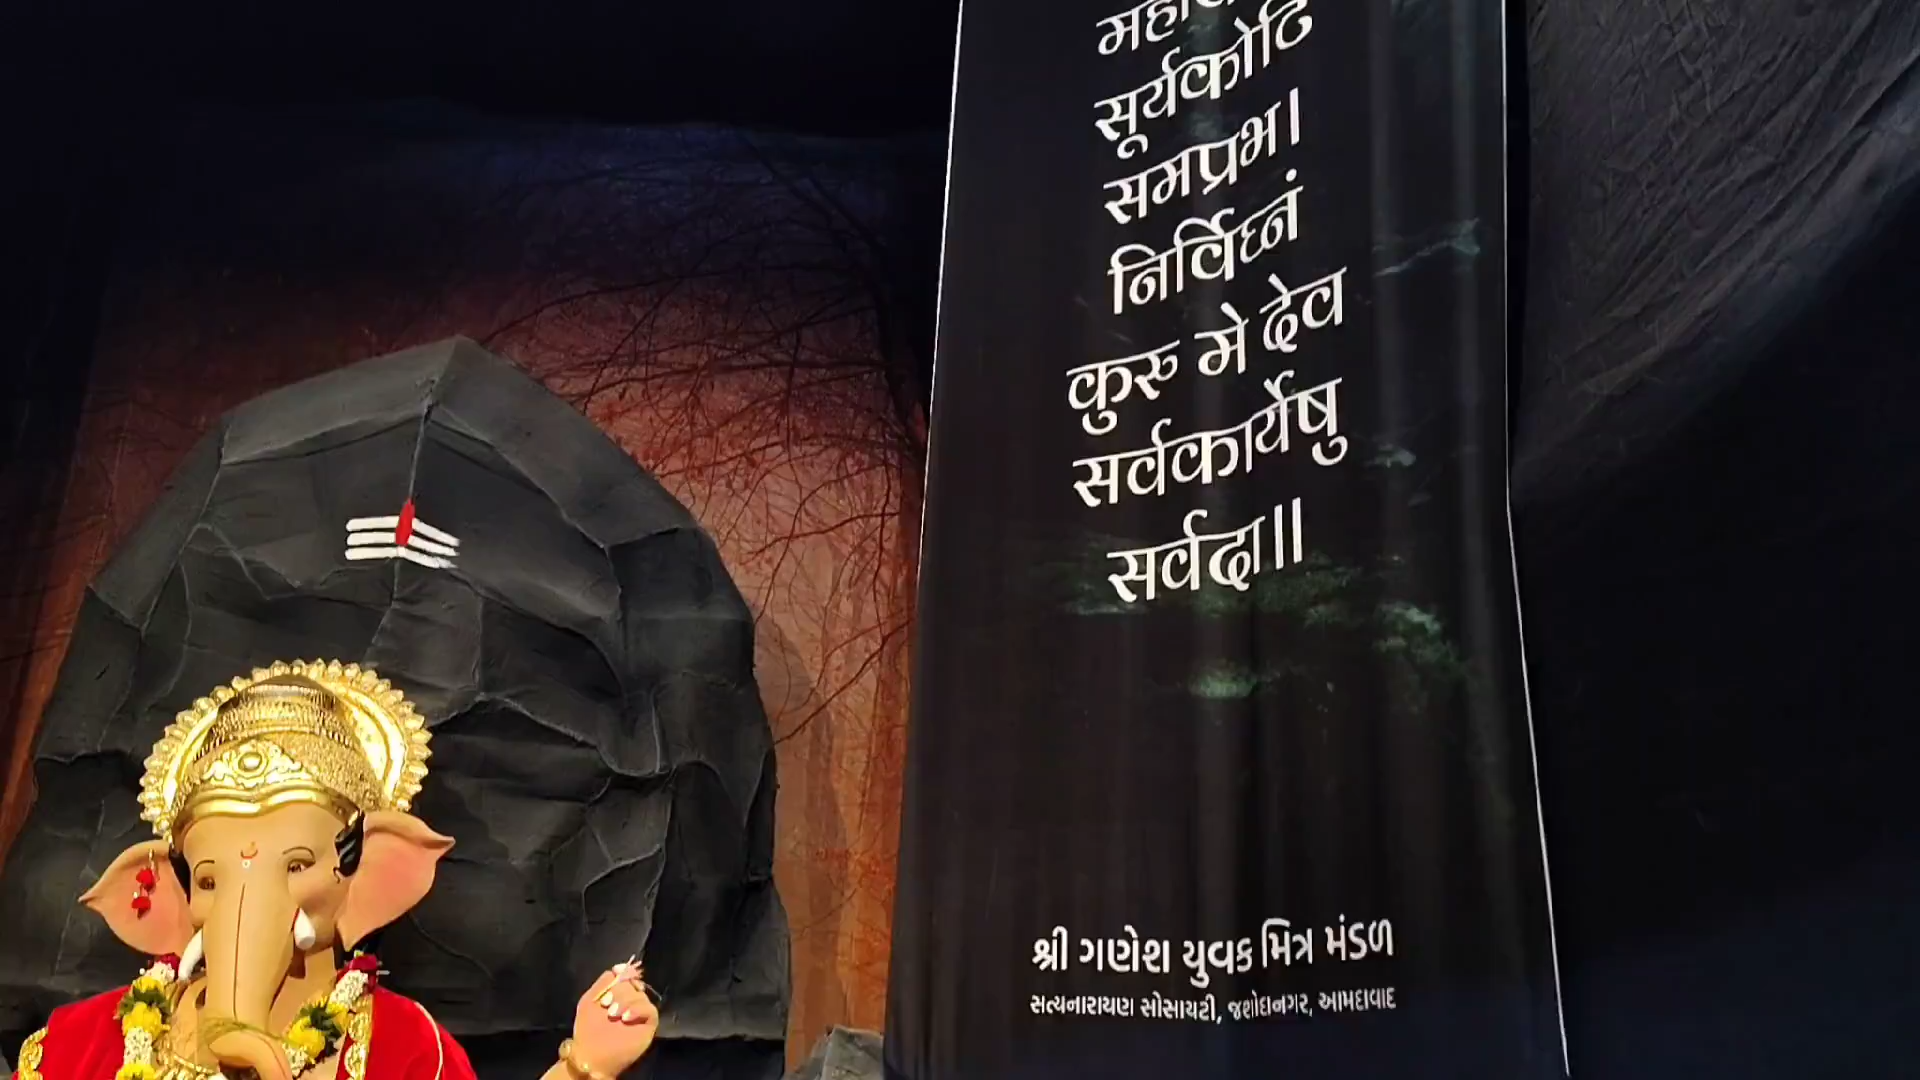 सूर्यकोटि
समप्रभ।
निर्विघ्नं
कुरु मे देव
सर्वकार्येषु
सर्वदा॥
શ્રી ગણેશ યુવક મિત્ર મંડળ
સત્યનારાયણ સોસાયટી, જશોદાનગર, આમદાવાદ